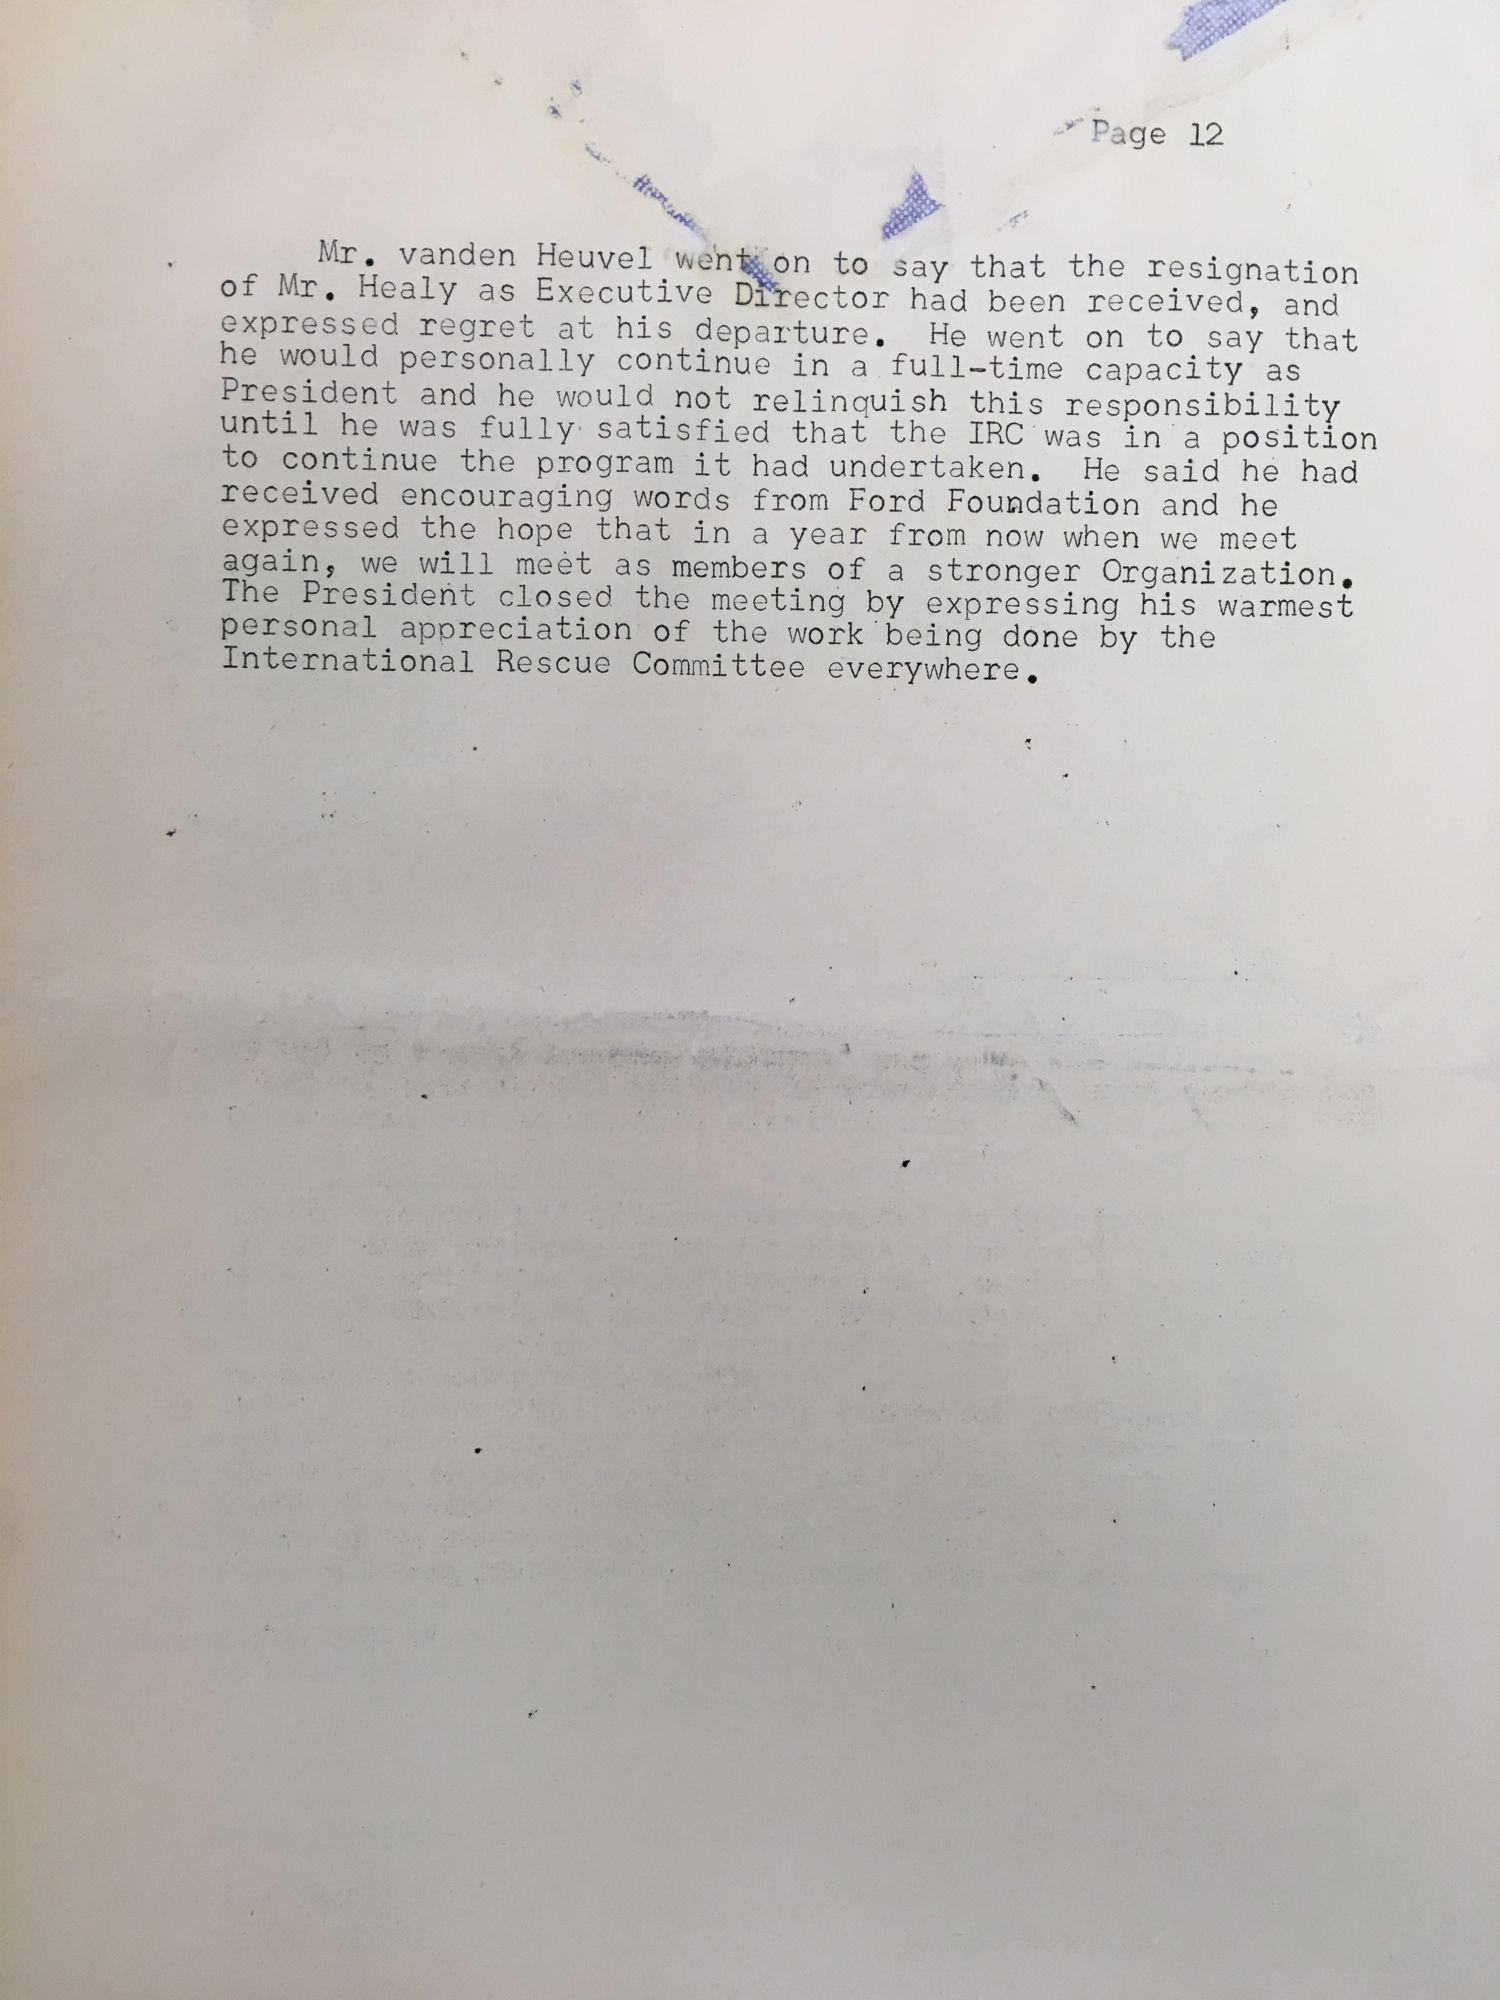 Page 12
Mr. vanden Heuvel went on to say that the resignation
of Mr. Healy as Executive Director had been received, and
expressed regret at his departure. He went on to say that
he would personally continue in a full-time capacity as
President and he would not relinquish this responsibility
until he was fully satisfied that the IRC was in a position
to continue the program it had undertaken. He said he had
received encouraging words from Ford Foundation and he
expressed the hope that in a year from now when we meet
again, we will meet as members of a stronger Organization.
The President closed the meeting by expressing his warmest
personal appreciation of the work being done by the
International Rescue Committee everywhere.